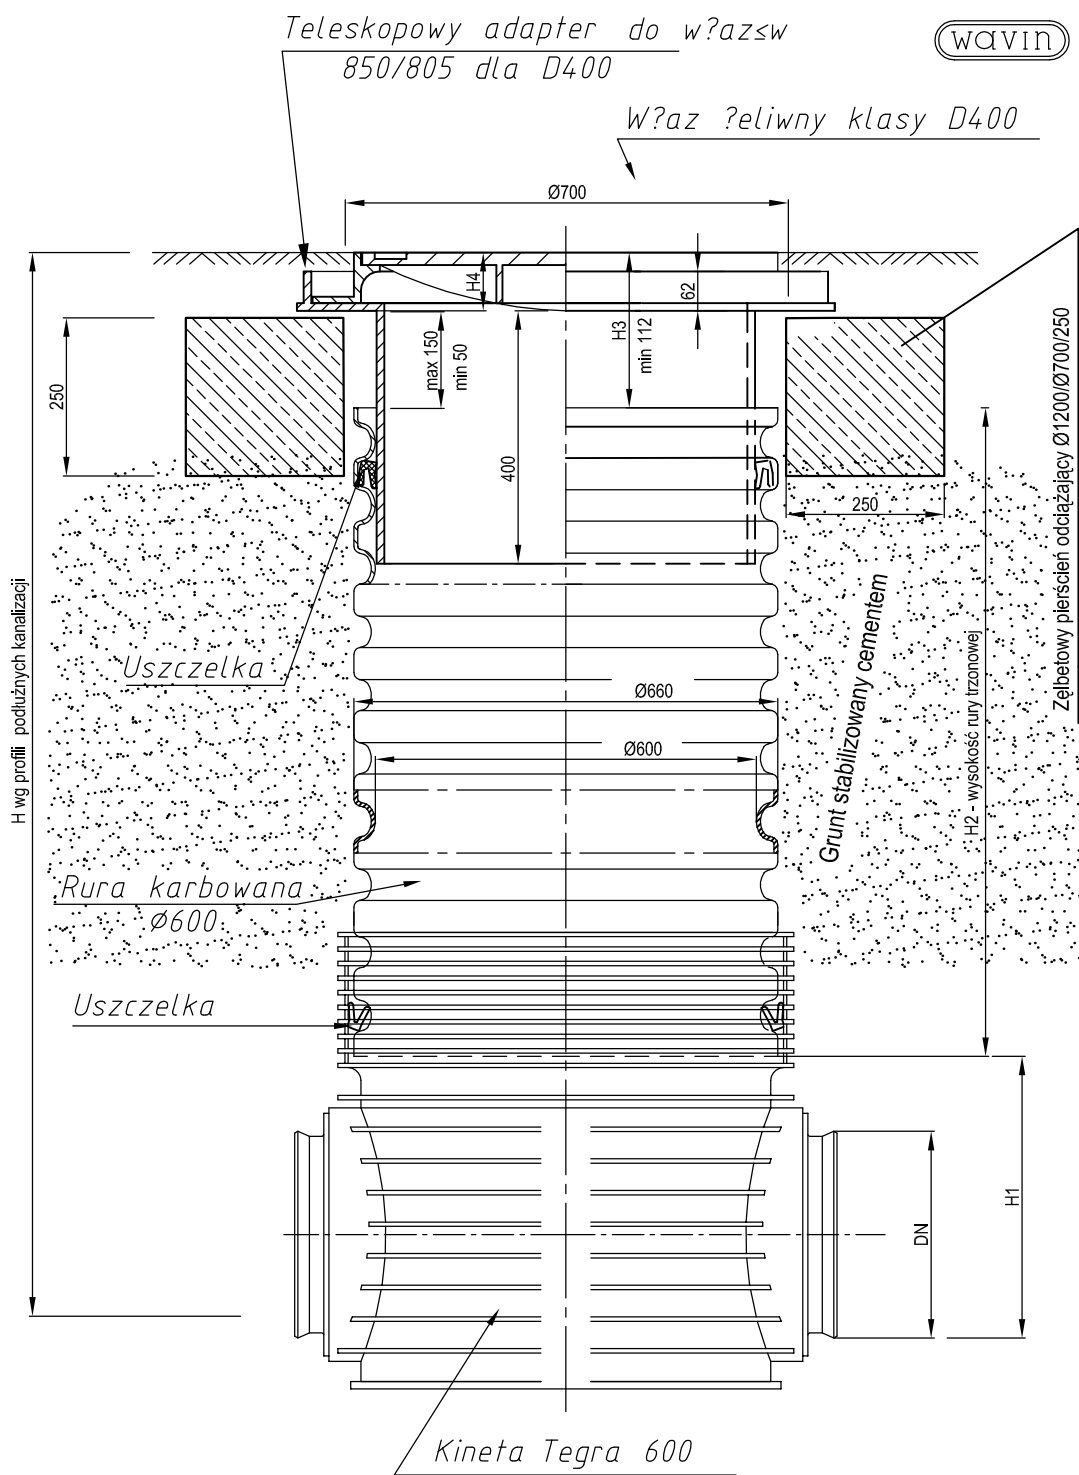 Teleskopowy adapter do w?az≤w
850/805 dla D400
wavin
W?az ?eliwny klasy D400
Ø700
H4
62
H3
min 112
max 150
min 50
250
400
250
Zęlbetowy pierścień odciążający Ø1200/Ø700/250
H wg profili podłużnych kanalizacji
Uszczelka
Grunt stabilizowany cementem
H2 - wysokość rury trzonowej
Ø660
Ø600
Rura karbowana
Ø600
Uszczelka
DN
H1
Kineta Tegra 600